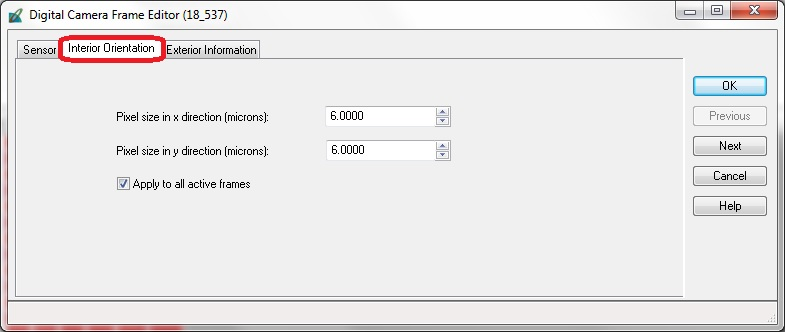 Digital Camera Frame Editor (18_537)
Sensor Interior Orientation Exterior Information
Pixel size in x direction (microns): 6.0000
Pixel size in y direction (microns): 6.0000
Apply to all active frames
OK
Previous
Next
Cancel
Help